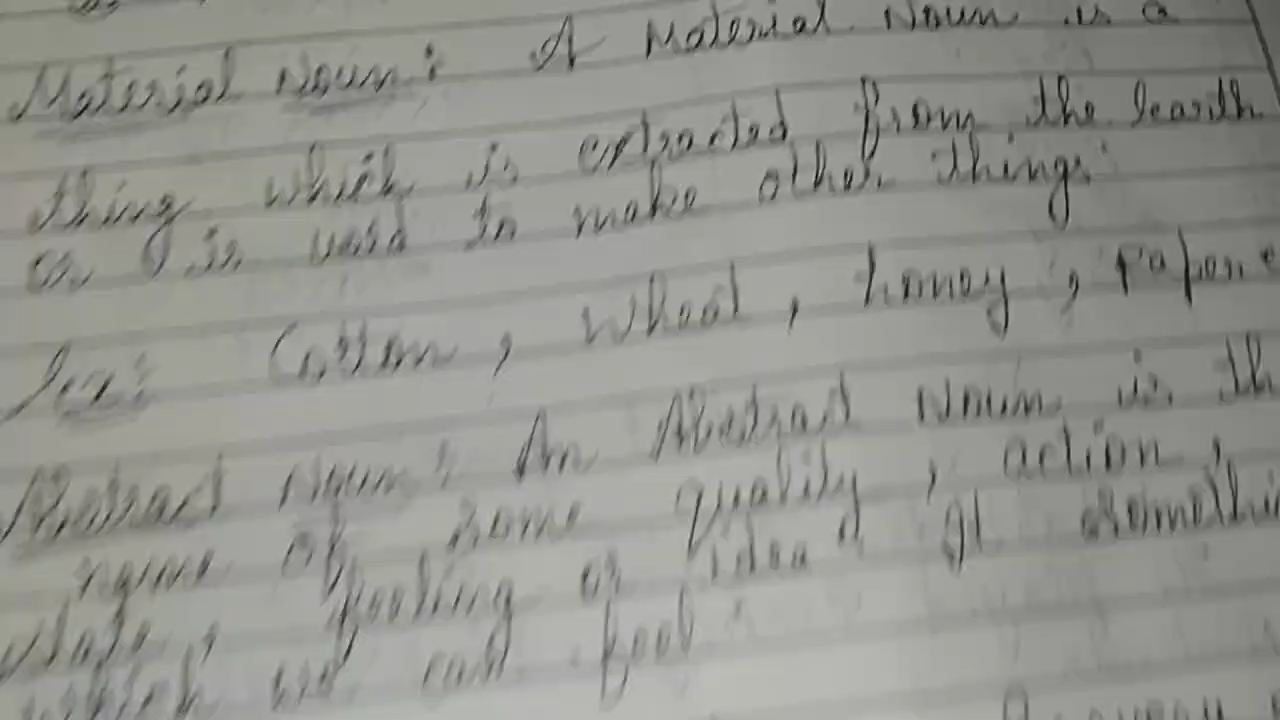 Material Noun: A Material Noun is a
thing which is extracted from the earth
or is used to make other things.
Ex: Cotton, Wheat, honey, Paper
Abstract Noun: An Abstract Noun is the
name of some quality, action,
state, feeling or idea. It something
which we can feel.